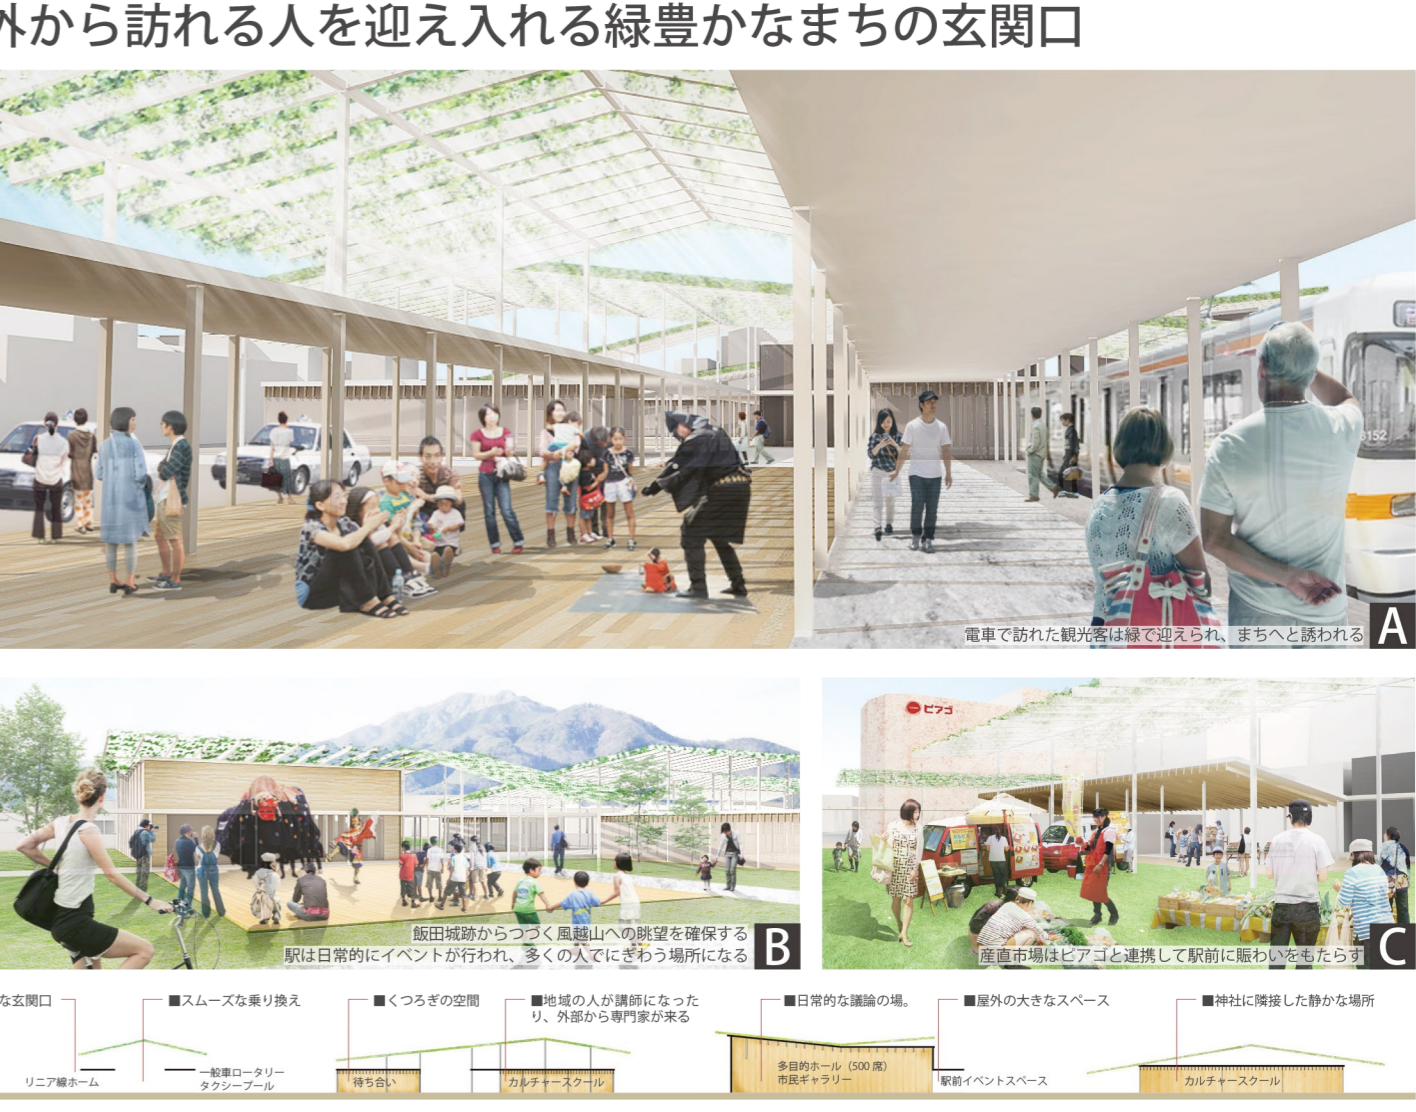 外から訪れる人を迎え入れる緑豊かなまちの玄関口
3152
電車で訪れた観光客は緑で迎えられ、まちへと誘われる
A
飯田城跡からつづく風越山への眺望を確保する
駅は日常的にイベントが行われ、多くの人でにぎわう場所になる
B
ピアゴ
産直市場はピアゴと連携して駅前に賑わいをもたらす
C
な玄関口
■スムーズな乗り換え
■くつろぎの空間
■地域の人が講師になった
り、外部から専門家が来る
■日常的な議論の場。
■屋外の大きなスペース
■神社に隣接した静かな場所
リニア線ホーム
一般車ロータリー
タクシープール
待ち合い
カルチャースクール
多目的ホール（500 席）
市民ギャラリー
駅前イベントスペース
カルチャースクール